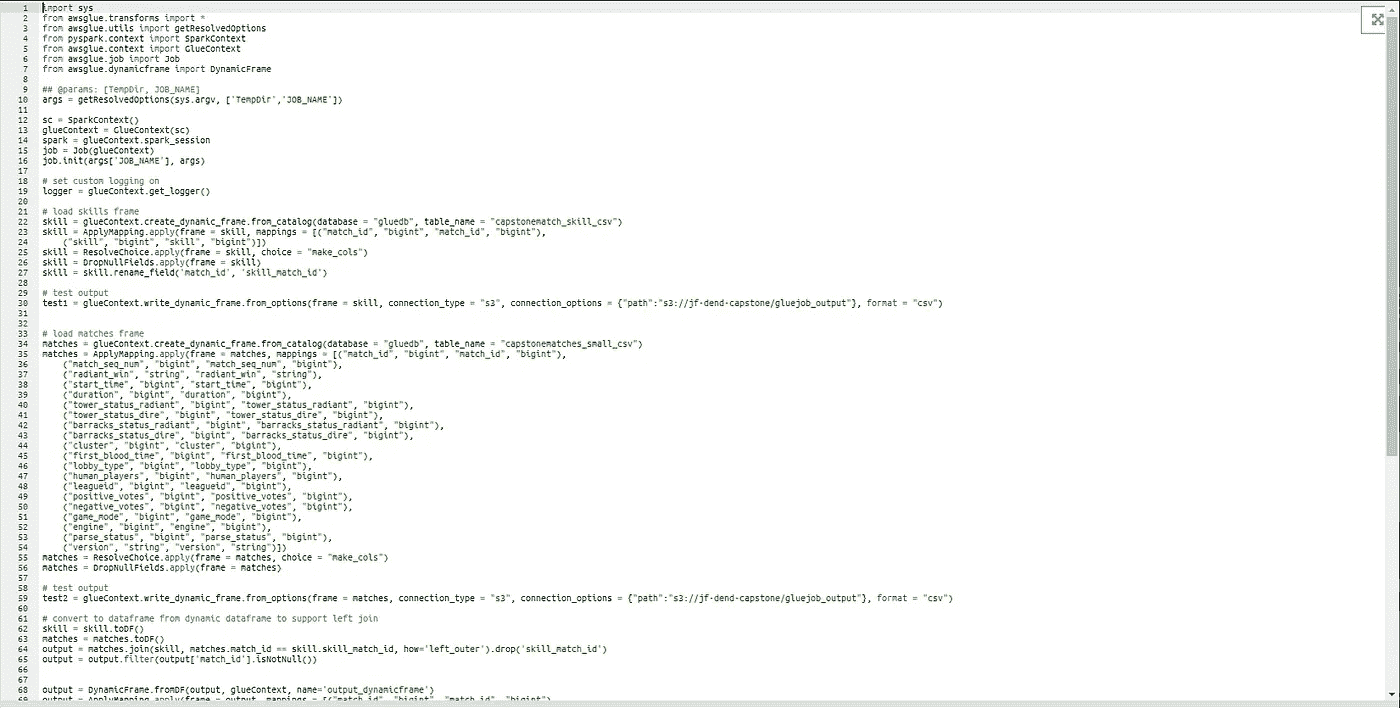 1 import sys
2 from awsglue.transforms import *
3 from awsglue.utils import getResolvedOptions
4 from pyspark.context import SparkContext
5 from awsglue.context import GlueContext
6 from awsglue.job import Job
7 from awsglue.dynamicframe import DynamicFrame
8
9 ## @params: [TempDir, JOB_NAME]
10 args = getResolvedOptions(sys.argv, ['TempDir','JOB_NAME'])
11
12 sc = SparkContext()
13 glueContext = GlueContext(sc)
14 spark = glueContext.spark_session
15 job = Job(glueContext)
16 job.init(args['JOB_NAME'], args)
17
18 # set custom logging on
19 logger = glueContext.get_logger()
20
21 # load skills frame
22 skill = glueContext.create_dynamic_frame.from_catalog(database = "gluedb", table_name = "capstonematch_skill_csv")
23 skill = ApplyMapping.apply(frame = skill, mappings = [("match_id", "bigint", "match_id", "bigint"),
24     ("skill", "bigint", "skill", "bigint")])
25 skill = ResolveChoice.apply(frame = skill, choice = "make_cols")
26 skill = DropNullFields.apply(frame = skill)
27 skill = skill.rename_field('match_id', 'skill_match_id')
28
29 # test output
30 test1 = glueContext.write_dynamic_frame.from_options(frame = skill, connection_type = "s3", connection_options = {"path":"s3://jf-dend-capstone/gluejob_output"}, format = "csv")
31
32
33 # load matches frame
34 matches = glueContext.create_dynamic_frame.from_catalog(database = "gluedb", table_name = "capstonematches_small_csv")
35 matches = ApplyMapping.apply(frame = matches, mappings = [("match_id", "bigint", "match_id", "bigint"),
36     ("match_seq_num", "bigint", "match_seq_num", "bigint"),
37     ("radiant_win", "string", "radiant_win", "string"),
38     ("start_time", "bigint", "start_time", "bigint"),
39     ("duration", "bigint", "duration", "bigint"),
40     ("tower_status_radiant", "bigint", "tower_status_radiant", "bigint"),
41     ("tower_status_dire", "bigint", "tower_status_dire", "bigint"),
42     ("barracks_status_radiant", "bigint", "barracks_status_radiant", "bigint"),
43     ("barracks_status_dire", "bigint", "barracks_status_dire", "bigint"),
44     ("cluster", "bigint", "cluster", "bigint"),
45     ("first_blood_time", "bigint", "first_blood_time", "bigint"),
46     ("lobby_type", "bigint", "lobby_type", "bigint"),
47     ("human_players", "bigint", "human_players", "bigint"),
48     ("leagueid", "bigint", "leagueid", "bigint"),
49     ("positive_votes", "bigint", "positive_votes", "bigint"),
50     ("negative_votes", "bigint", "negative_votes", "bigint"),
51     ("game_mode", "bigint", "game_mode", "bigint"),
52     ("engine", "bigint", "engine", "bigint"),
53     ("parse_status", "bigint", "parse_status", "bigint"),
54     ("version", "string", "version", "string")])
55 matches = ResolveChoice.apply(frame = matches, choice = "make_cols")
56 matches = DropNullFields.apply(frame = matches)
57
58 # test output
59 test2 = glueContext.write_dynamic_frame.from_options(frame = matches, connection_type = "s3", connection_options = {"path":"s3://jf-dend-capstone/gluejob_output"}, format = "csv")
60
61 # convert to dataframe from dynamic dataframe to support left join
62 skill = skill.toDF()
63 matches = matches.toDF()
64 output = matches.join(skill, matches.match_id == skill.skill_match_id, how='left_outer').drop('skill_match_id')
65 output = output.filter(output['match_id'].isNotNull())
66
67
68 output = DynamicFrame.fromDF(output, glueContext, name='output_dynamicframe')
69 output = ApplyMapping.apply(frame = output, mappings = [("match_id", "bigint", "match_id", "bigint"),